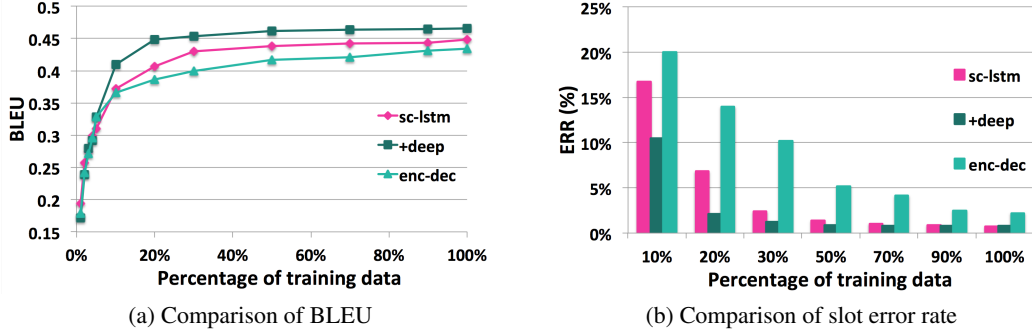 0.5
0.45
0.4
0.35
0.3
0.25
0.2
0.15
BLEU
sc-lstm
+deep
enc-dec
0% 20% 40% 60% 80% 100%
Percentage of training data
(a) Comparison of BLEU
25%
20%
15%
10%
5%
0%
ERR (%)
sc-lstm
+deep
enc-dec
10% 20% 30% 50% 70% 90% 100%
Percentage of training data
(b) Comparison of slot error rate